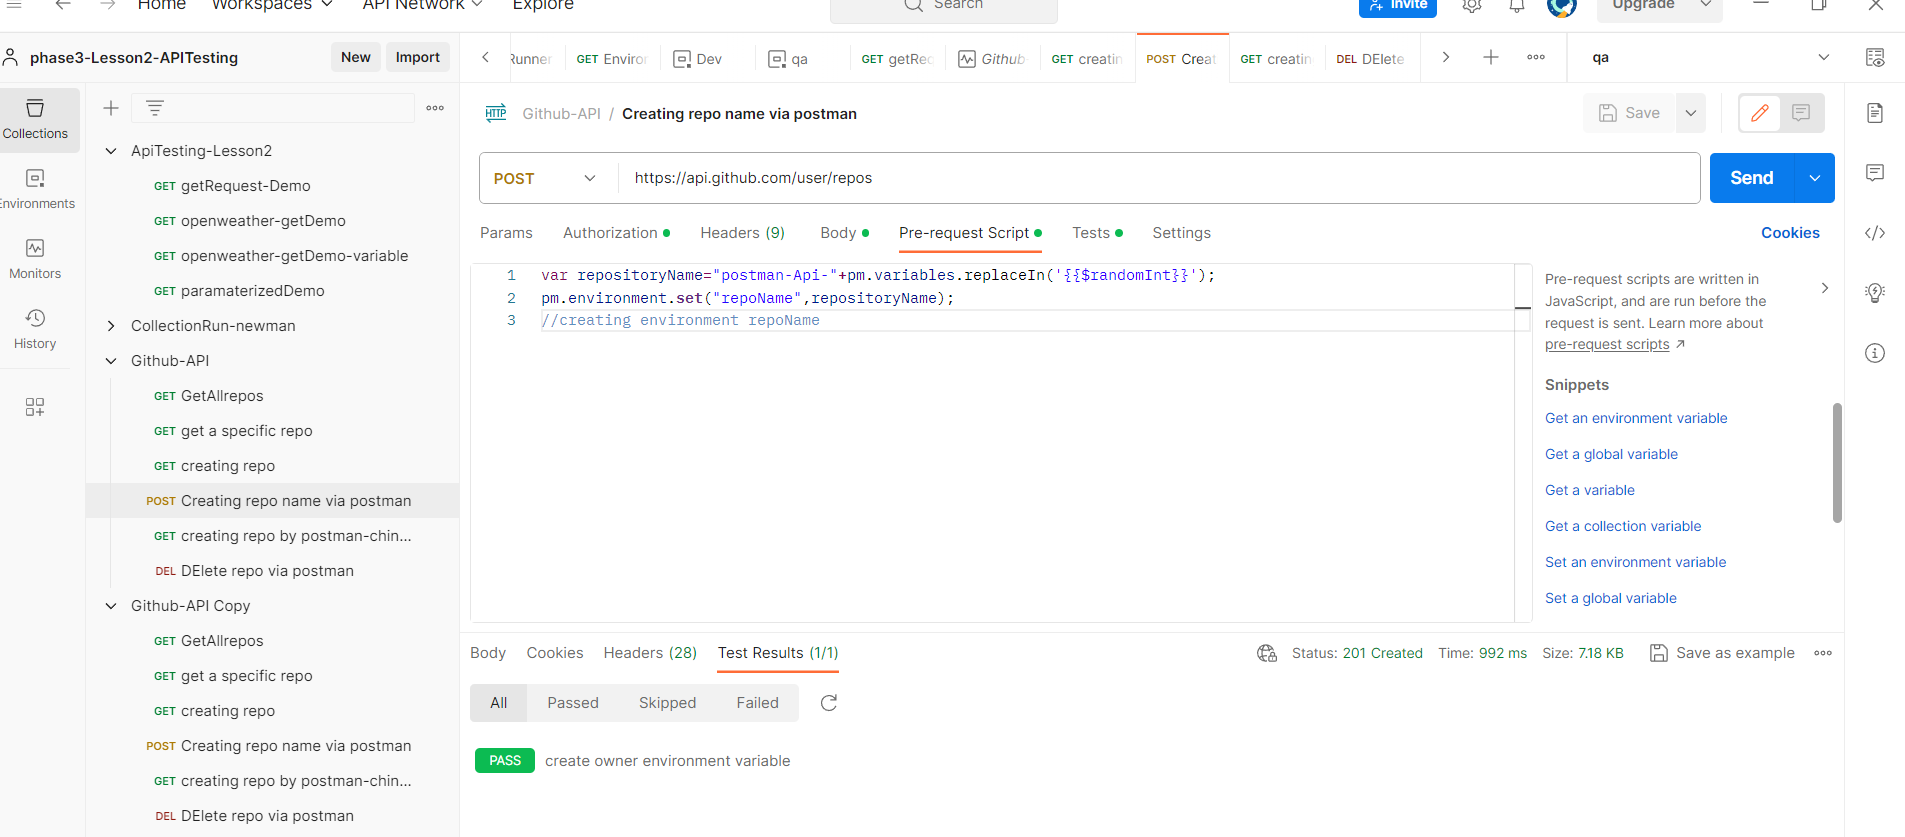 Home Workspaces API Network Explore Search Invite Upgrade
phase3-Lesson2-APITesting New Import
Runner GET Enviror Dev qa GET getRec Github- GET creatin POST Creat GET creatin DEL DElete qa
Collections
Environments
Monitors
History
ApiTesting-Lesson2
GET getRequest-Demo
GET openweather-getDemo
GET openweather-getDemo-variable
GET paramaterizedDemo
CollectionRun-newman
Github-API
GET GetAllrepos
GET get a specific repo
GET creating repo
POST Creating repo name via postman
GET creating repo by postman-chin...
DEL DElete repo via postman
Github-API Copy
GET GetAllrepos
GET get a specific repo
GET creating repo
POST Creating repo name via postman
GET creating repo by postman-chin...
DEL DElete repo via postman
HTTP Github-API / Creating repo name via postman Save
POST https://api.github.com/user/repos Send
Params Authorization Headers (9) Body Pre-request Script Tests Settings Cookies
1 var repositoryName="postman-Api-"+pm.variables.replaceIn('{{$randomInt}}');
2 pm.environment.set("repoName",repositoryName);
3 //creating environment repoName
Pre-request scripts are written in
JavaScript, and are run before the
request is sent. Learn more about
pre-request scripts ↗
Snippets
Get an environment variable
Get a global variable
Get a variable
Get a collection variable
Set an environment variable
Set a global variable
Body Cookies Headers (28) Test Results (1/1) Status: 201 Created Time: 992 ms Size: 7.18 KB Save as example
All Passed Skipped Failed
PASS create owner environment variable